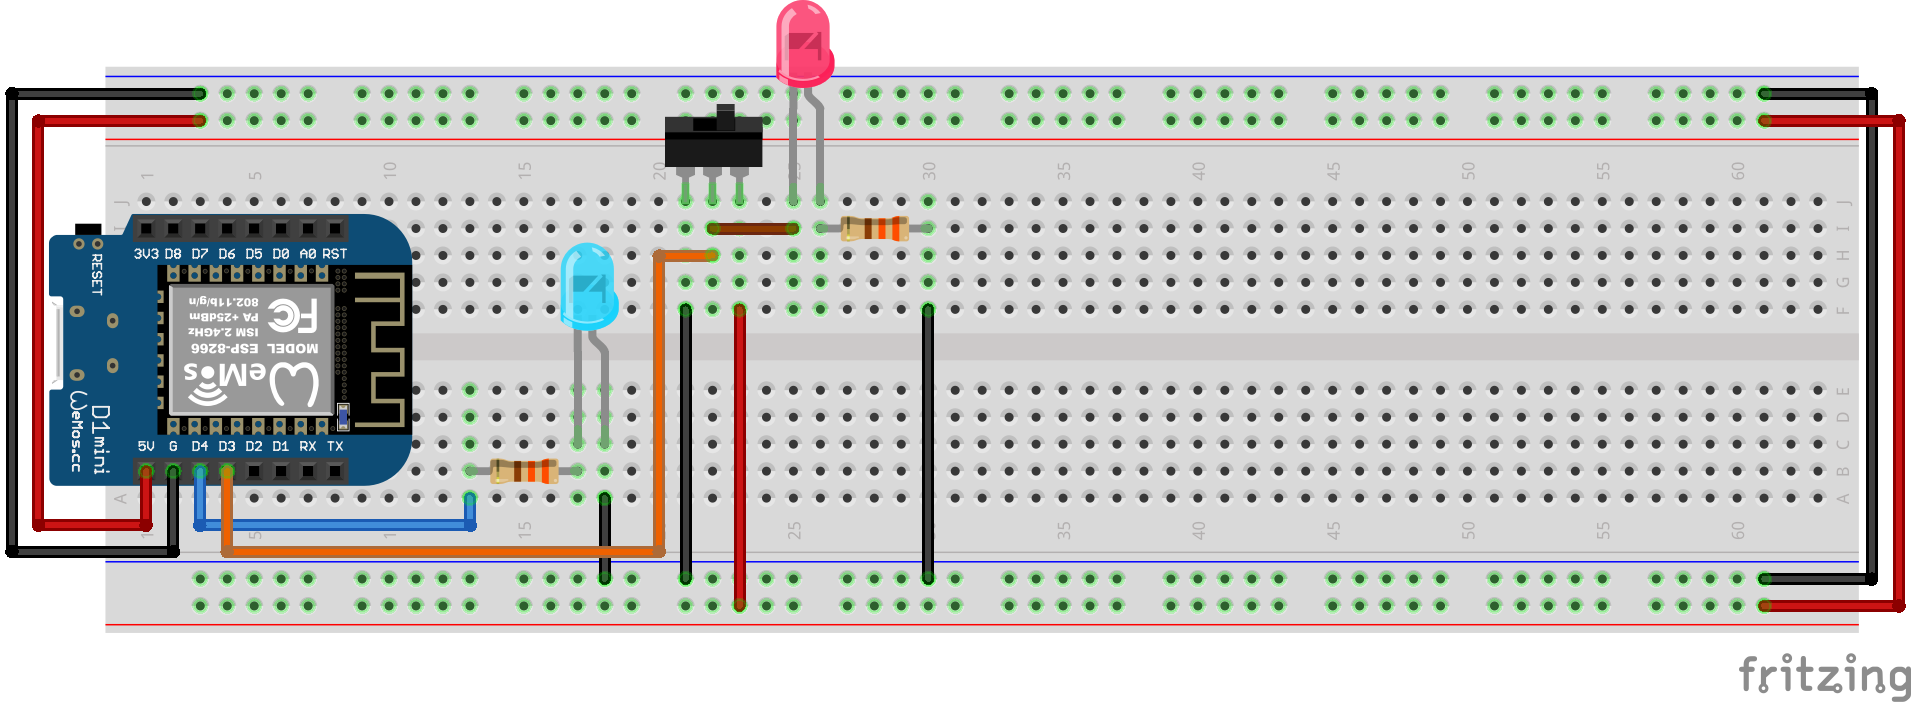 1 5 10 15 20 25 30 35 40 45 50 55 60
J J
I I
H
G G
F F
3V3 D8 D7 D6 D5 D0 A0 RST
RESET
802.11b/g/n
PA +25dBm
ISM 2.4GHz
MODEL ESP-8266
FC
WeMos
D1 mini
WeMos.cc
5V G D4 D3 D2 D1 RX TX
E
D
C
B
A A
1 5 15 25 35 40 45 50 55 60
fritzing